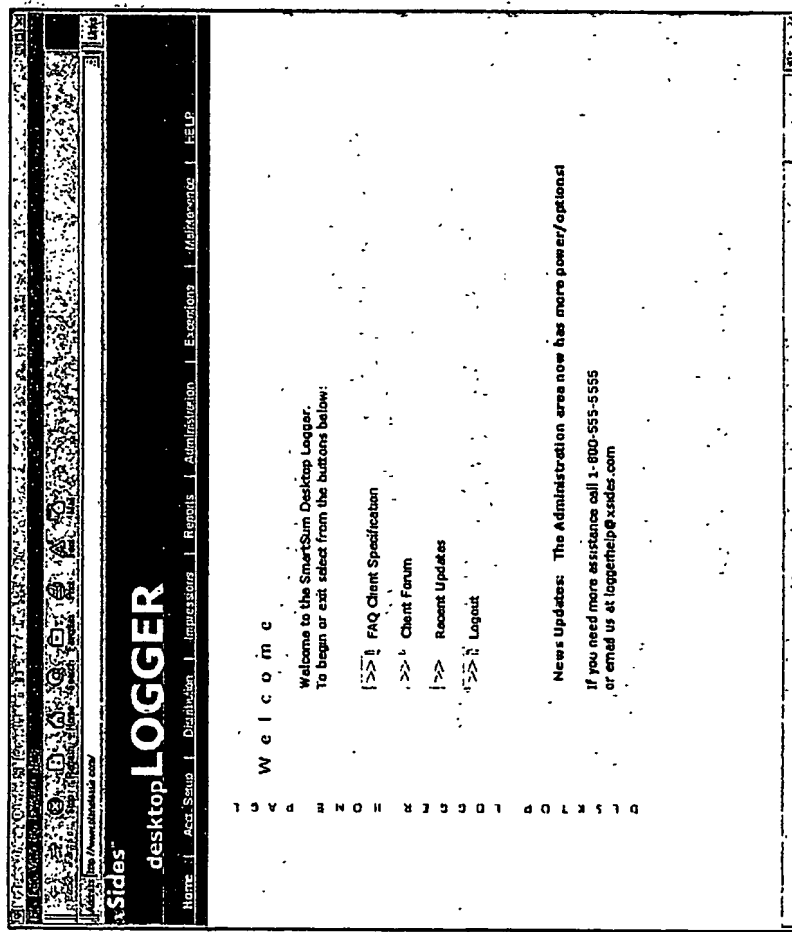 xSides™
desktopLOGGER
Home | Acct. Setup | Distribution | Impressions | Reports | Administration | Exceptions | Maintenance | HELP
Welcome
Welcome to the SmartSum Desktop Logger.
To begin or exit select from the buttons below:
>> FAQ Client Specification
>> Client Forum
>> Recent Updates
>> Logout
News Updates: The Administration area now has more power/options!
If you need more assistance call 1-800-555-5555
or email us at loggerhelp@xsides.com
DESKTOP LOGGER HOME PAGE